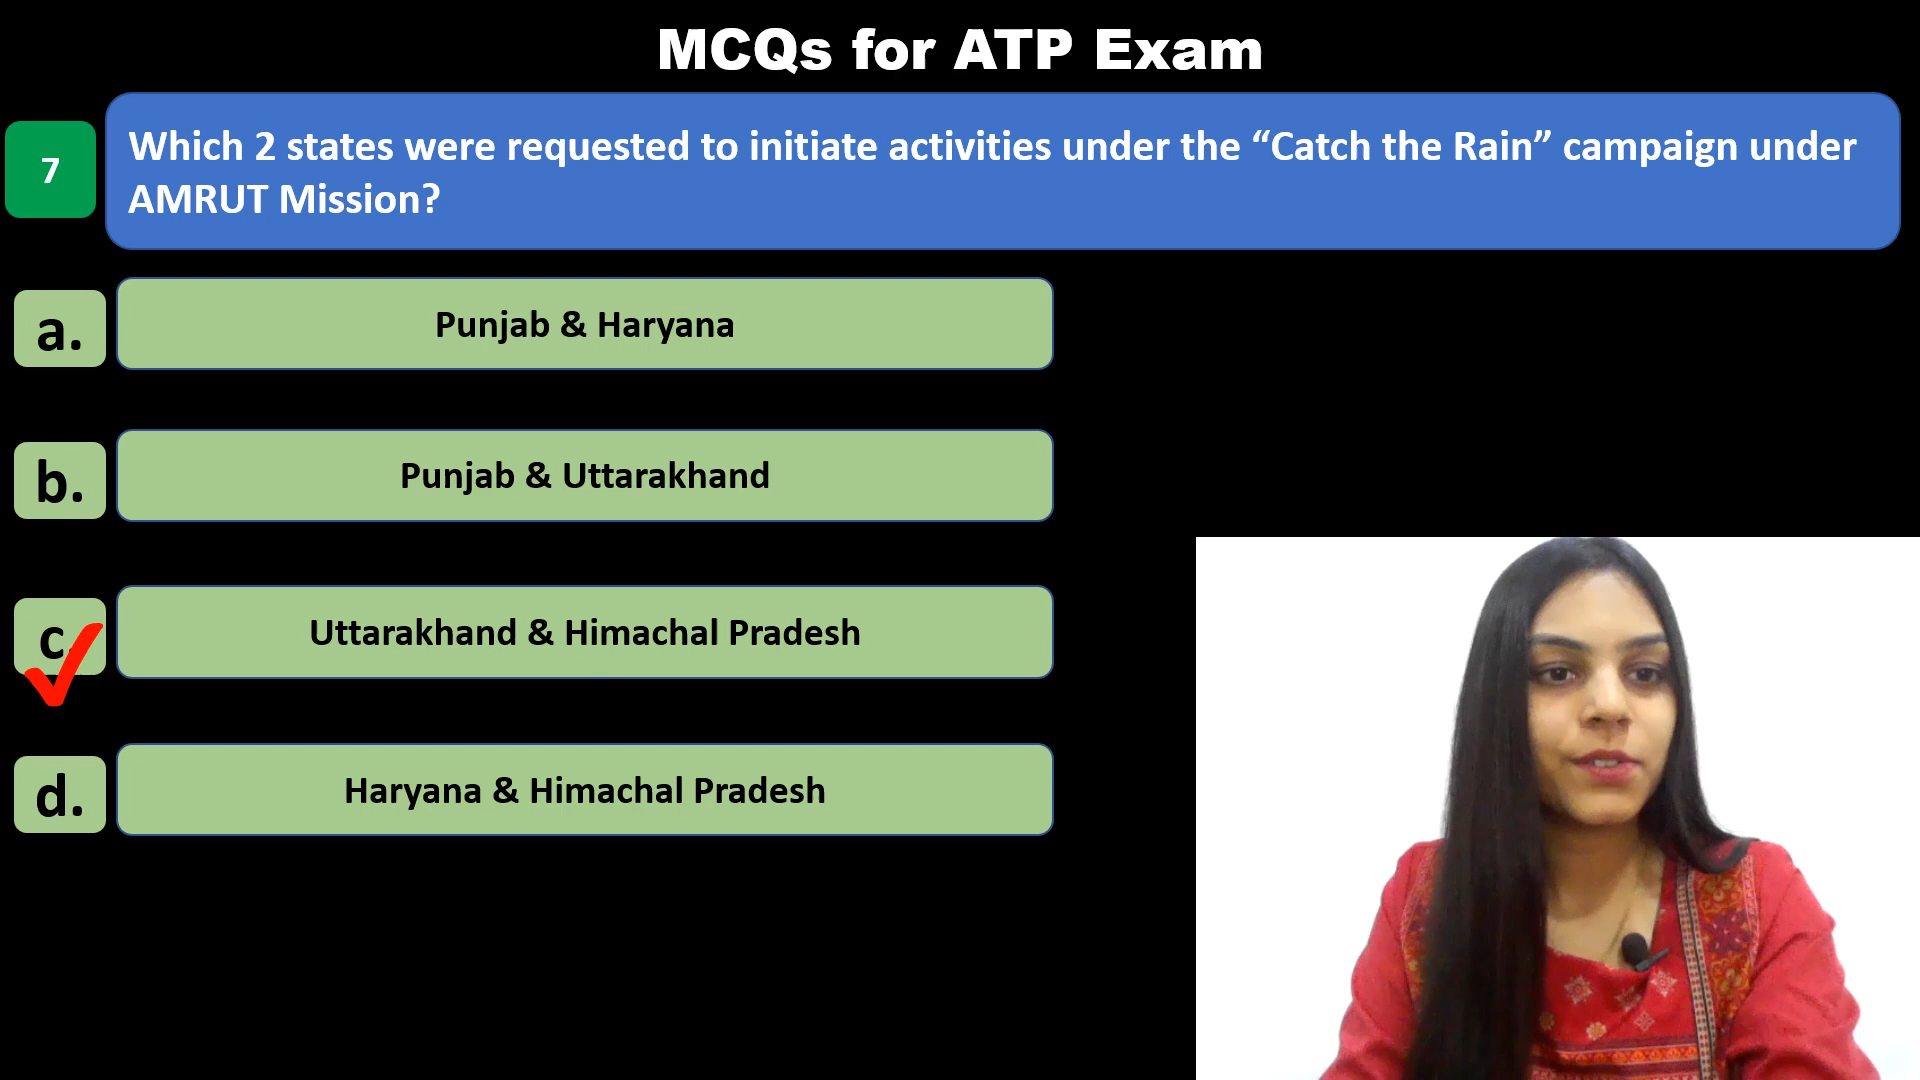 MCQs for ATP Exam
7
Which 2 states were requested to initiate activities under the “Catch the Rain” campaign under
AMRUT Mission?
a.
Punjab & Haryana
b.
Punjab & Uttarakhand
c.
Uttarakhand & Himachal Pradesh
d.
Haryana & Himachal Pradesh